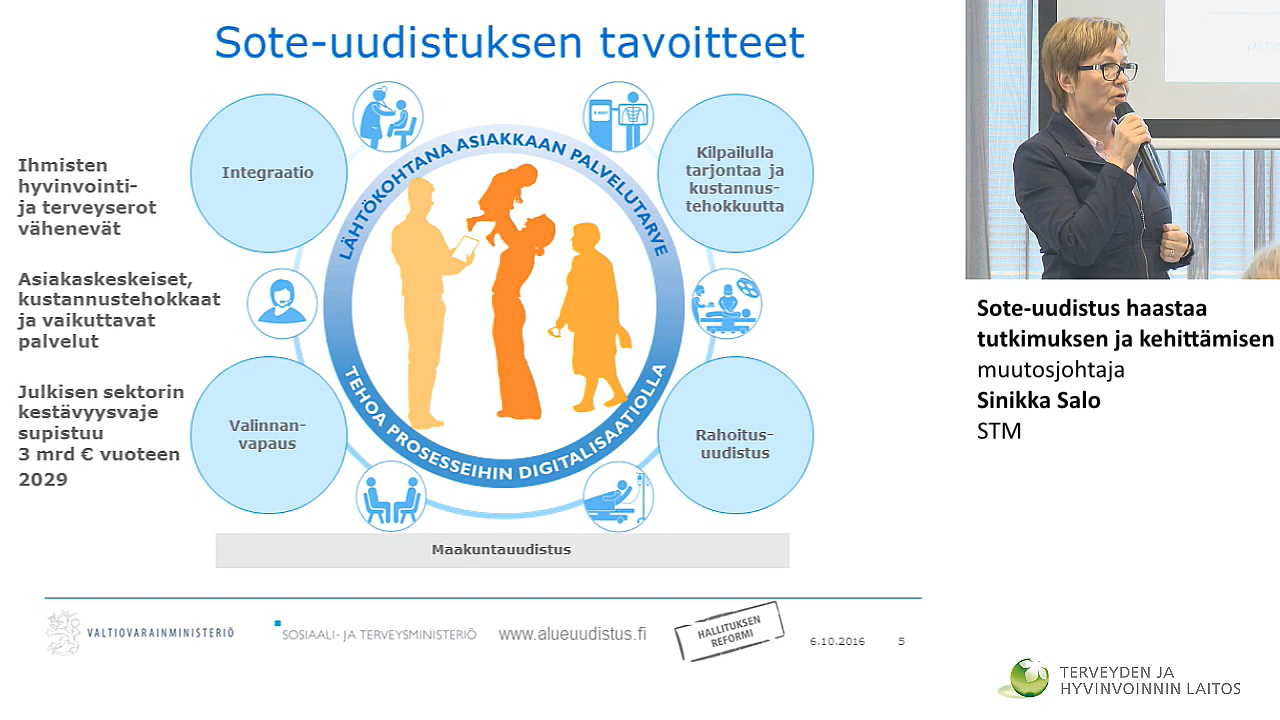 Sote-uudistuksen tavoitteet
Ihmisten
hyvinvointi-
ja terveyserot
vähenevät
Asiakaskeskeiset,
kustannustehokkaat
ja vaikuttavat
palvelut
Julkisen sektorin
kestävyysvaje
supistuu
3 mrd € vuoteen
2029
Integraatio
Kilpailulla
tarjontaa ja
kustannus-
tehokkuutta
LÄHTÖKOHTANA ASIAKKAAN PALVELUTARVE
TEHOA PROSESSEIHIN DIGITALISAATIOLLA
Valinnan-
vapaus
Rahoitus-
uudistus
Maakuntauudistus
VALTIOVARAINMINISTERIÖ
SOSIAALI- JA TERVEYSMINISTERIÖ
www.alueuudistus.fi
HALLITUKSEN
REFORMI
6.10.2016
5
Sote-uudistus haastaa
tutkimuksen ja kehittämisen
muutosjohtaja
Sinikka Salo
STM
TERVEYDEN JA
HYVINVOINNIN LAITOS